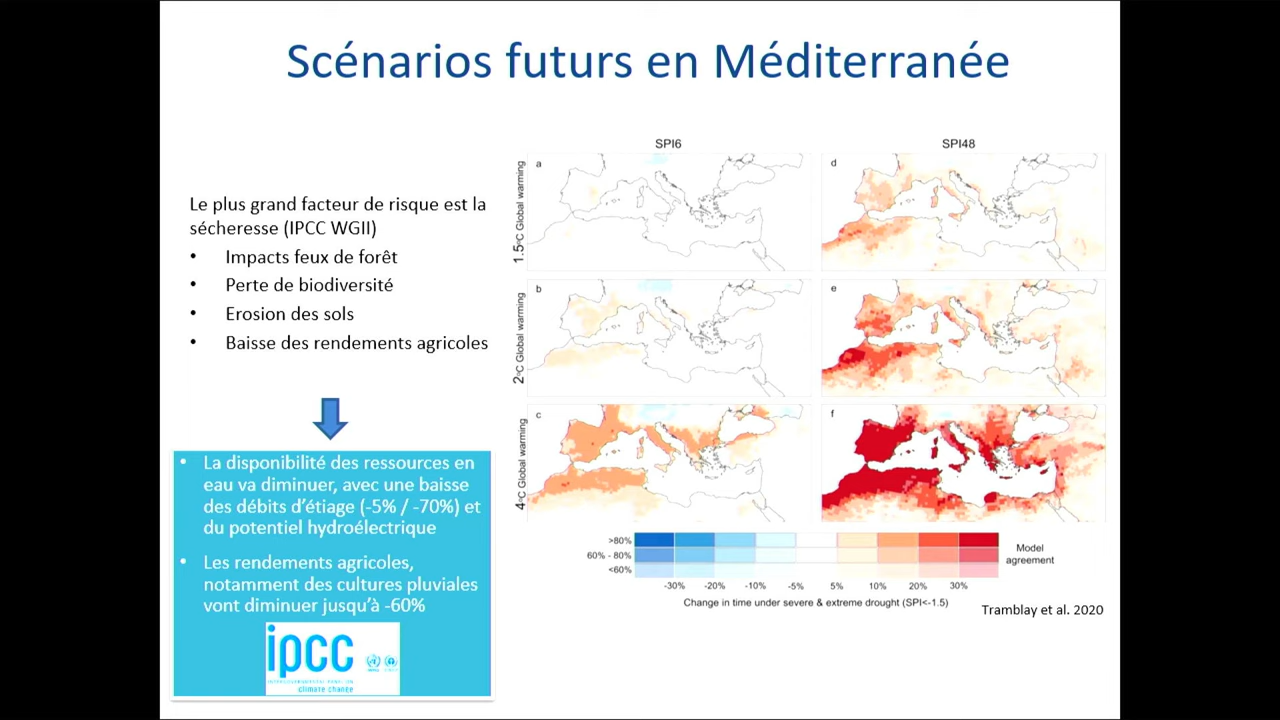 Scénarios futurs en Méditerranée
Le plus grand facteur de risque est la
sécheresse (IPCC WGII)
• Impacts feux de forêt
• Perte de biodiversité
• Erosion des sols
• Baisse des rendements agricoles
• La disponibilité des ressources en
eau va diminuer, avec une baisse
des débits d'étiage (-5% / -70%) et
du potentiel hydroélectrique
• Les rendements agricoles,
notamment des cultures pluviales
vont diminuer jusqu'à -60%
ipcc
INTERGOVERNMENTAL PANEL ON
climate change
SPI6
SPI48
1.5°C Global warming
a
d
2°C Global warming
b
e
4°C Global warming
c
f
>80%
60% - 80%
<60%
Model
agreement
-30% -20% -10% -5% 5% 10% 20% 30%
Change in time under severe & extreme drought (SPI<-1.5)
Tramblay et al. 2020